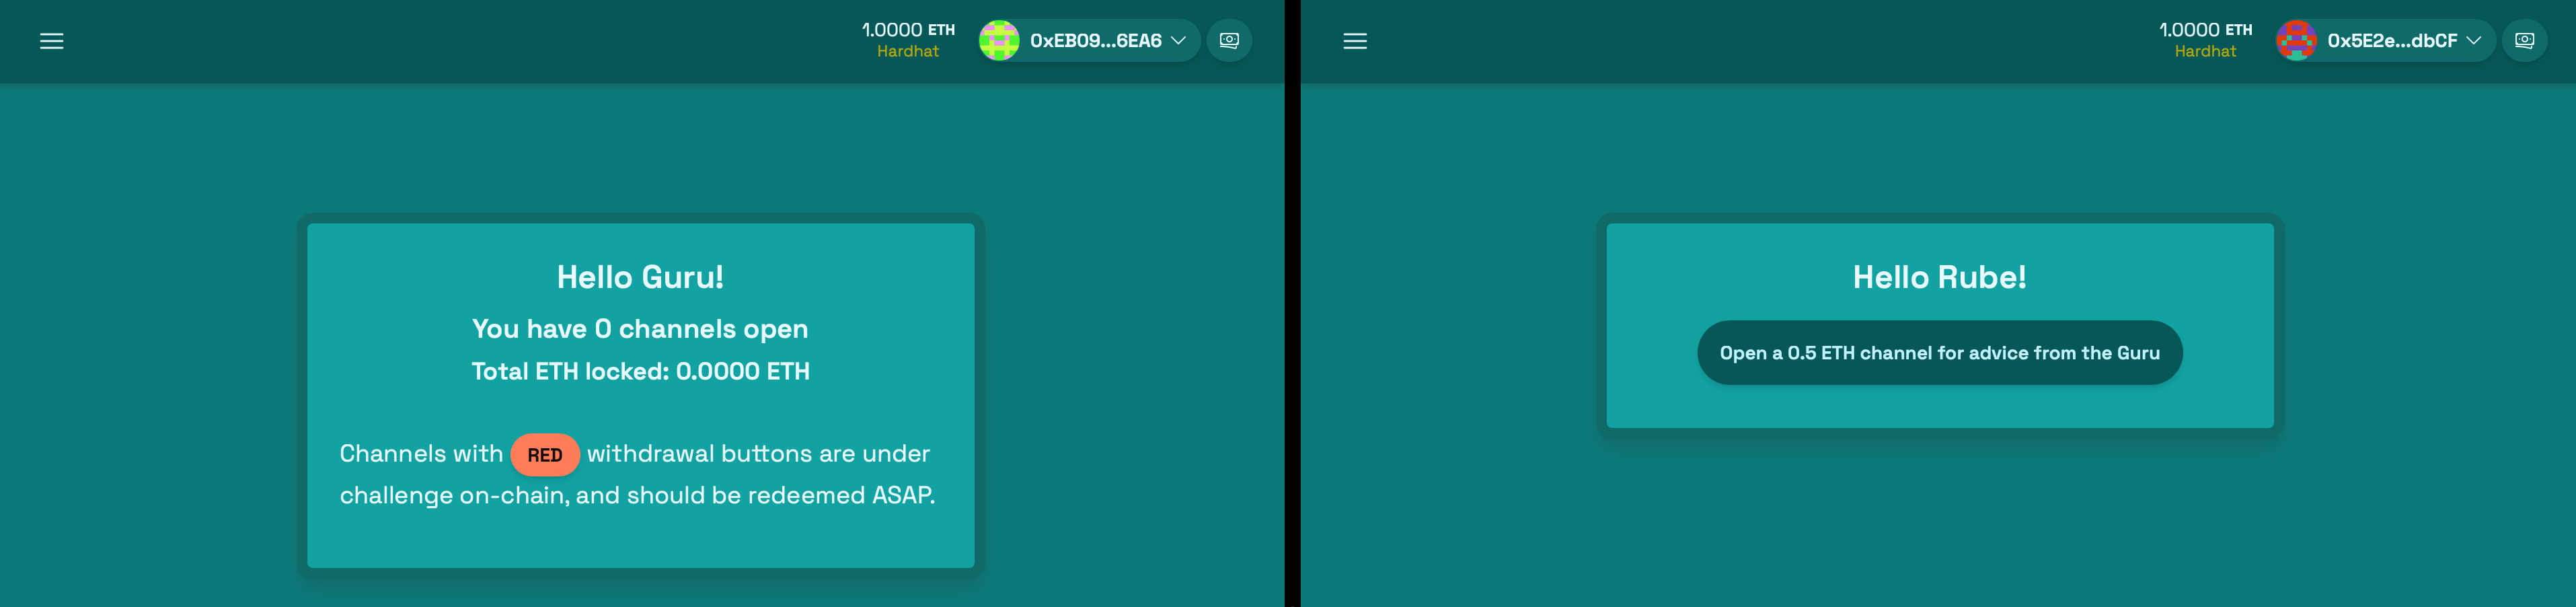 1.0000 ETH
Hardhat
0xEB09...6EA6
Hello Guru!
You have 0 channels open
Total ETH locked: 0.0000 ETH
Channels with RED withdrawal buttons are under
challenge on-chain, and should be redeemed ASAP.
1.0000 ETH
Hardhat
0x5E2e...dbCF
Hello Rube!
Open a 0.5 ETH channel for advice from the Guru